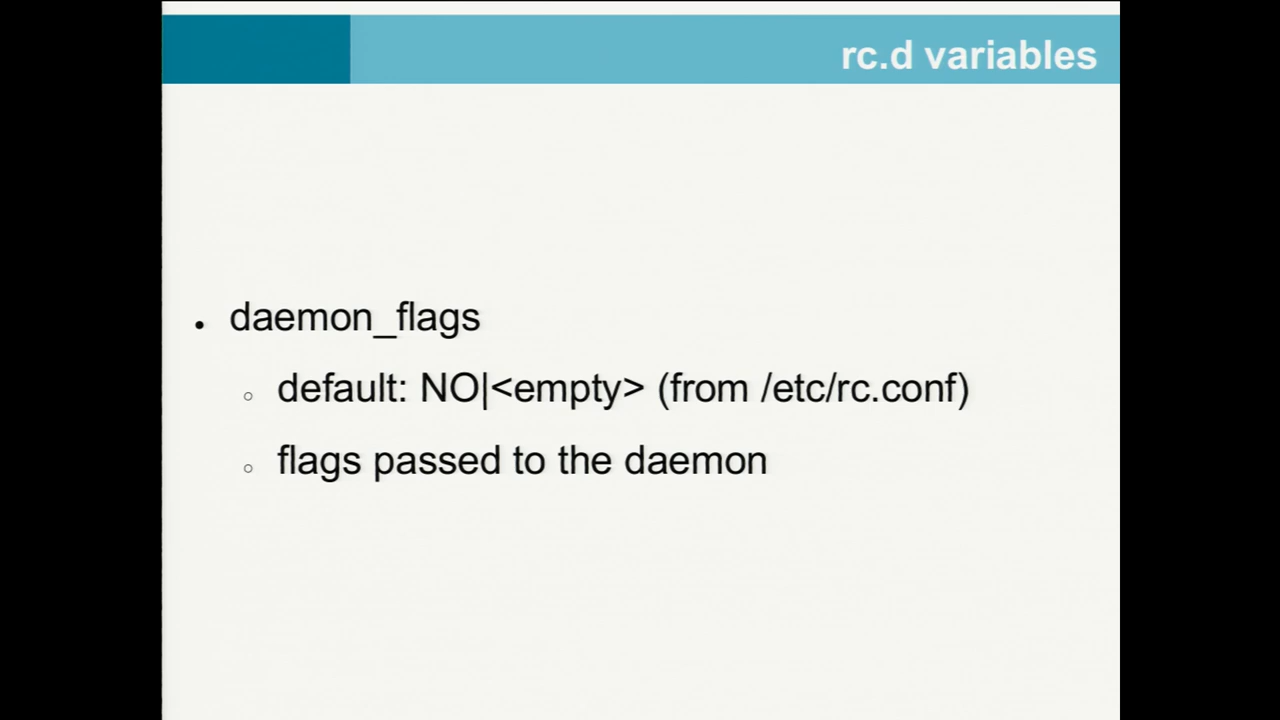 rc.d variables
• daemon_flags
○ default: NO|<empty> (from /etc/rc.conf)
○ flags passed to the daemon